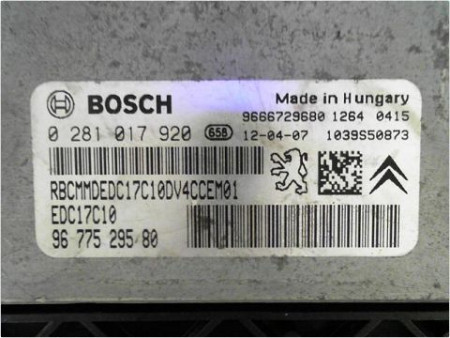 BOSCH
Made in Hungary
9666729680 1264 0415
0 281 017 920 658 12-04-07 1039S50873
RBCMMDEDC17C10DV4CCEM01
EDC17C10
96 775 295 80